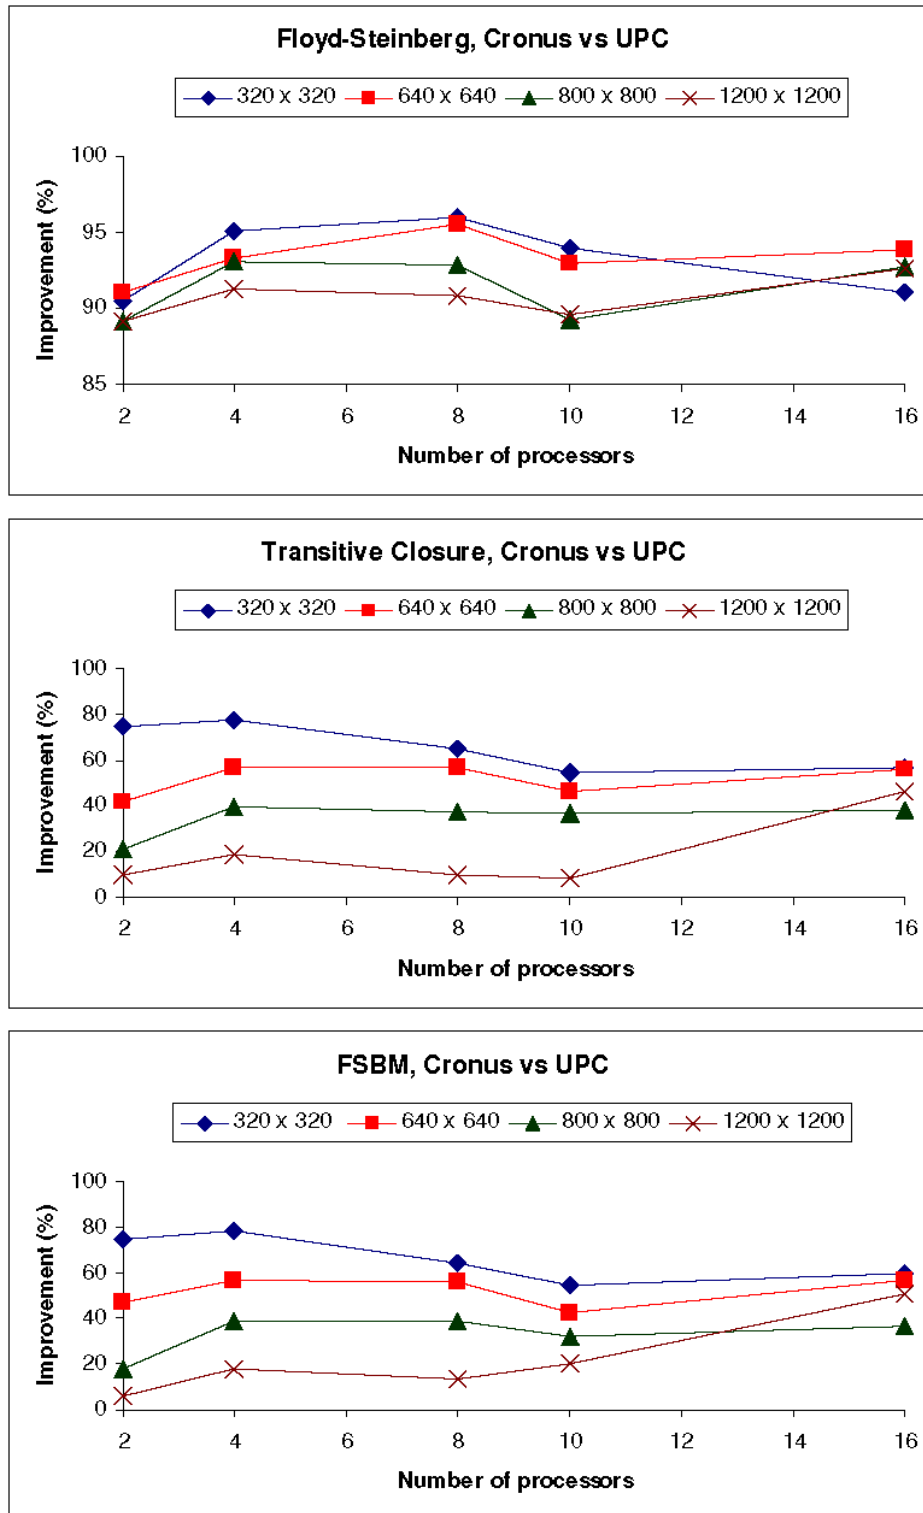 Floyd-Steinberg, Cronus vs UPC
320 x 320 640 x 640 800 x 800 1200 x 1200
100
95
90
85
Improvement (%)
2 4 6 8 10 12 14 16
Number of processors
Transitive Closure, Cronus vs UPC
320 x 320 640 x 640 800 x 800 1200 x 1200
100
80
60
40
20
0
Improvement (%)
2 4 6 8 10 12 14 16
Number of processors
FSBM, Cronus vs UPC
320 x 320 640 x 640 800 x 800 1200 x 1200
100
80
60
40
20
0
Improvement (%)
2 4 6 8 10 12 14 16
Number of processors